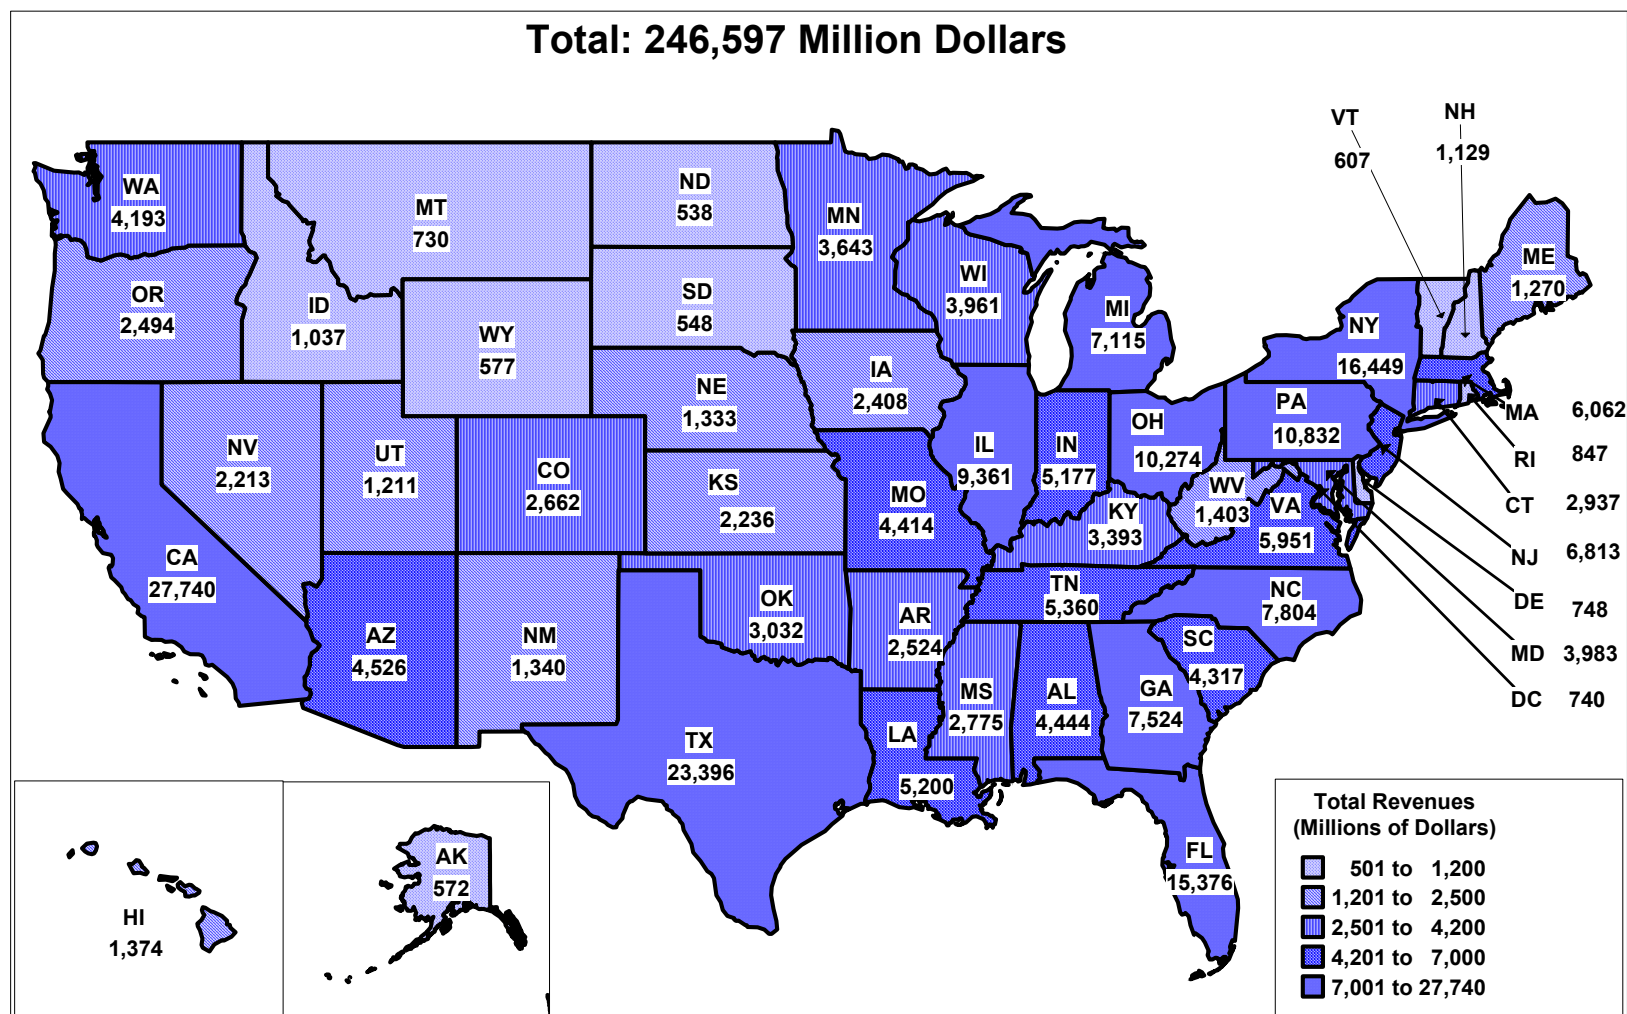 Total: 246,597 Million Dollars
VT
607
NH
1,129
WA
4,193
MT
730
ND
538
MN
3,643
ME
1,270
OR
2,494
ID
1,037
WY
577
SD
548
WI
3,961
MI
7,115
NY
16,449
NV
2,213
UT
1,211
CO
2,662
NE
1,333
IA
2,408
KS
2,236
MO
4,414
IL
9,361
IN
5,177
OH
10,274
PA
10,832
WV
1,403
VA
5,951
KY
3,393
MA 6,062
RI 847
CT 2,937
NJ 6,813
DE 748
MD 3,983
DC 740
CA
27,740
AZ
4,526
NM
1,340
OK
3,032
AR
2,524
TN
5,360
NC
7,804
SC
4,317
TX
23,396
LA
5,200
MS
2,775
AL
4,444
GA
7,524
FL
15,376
HI
1,374
AK
572
Total Revenues
(Millions of Dollars)
501 to 1,200
1,201 to 2,500
2,501 to 4,200
4,201 to 7,000
7,001 to 27,740